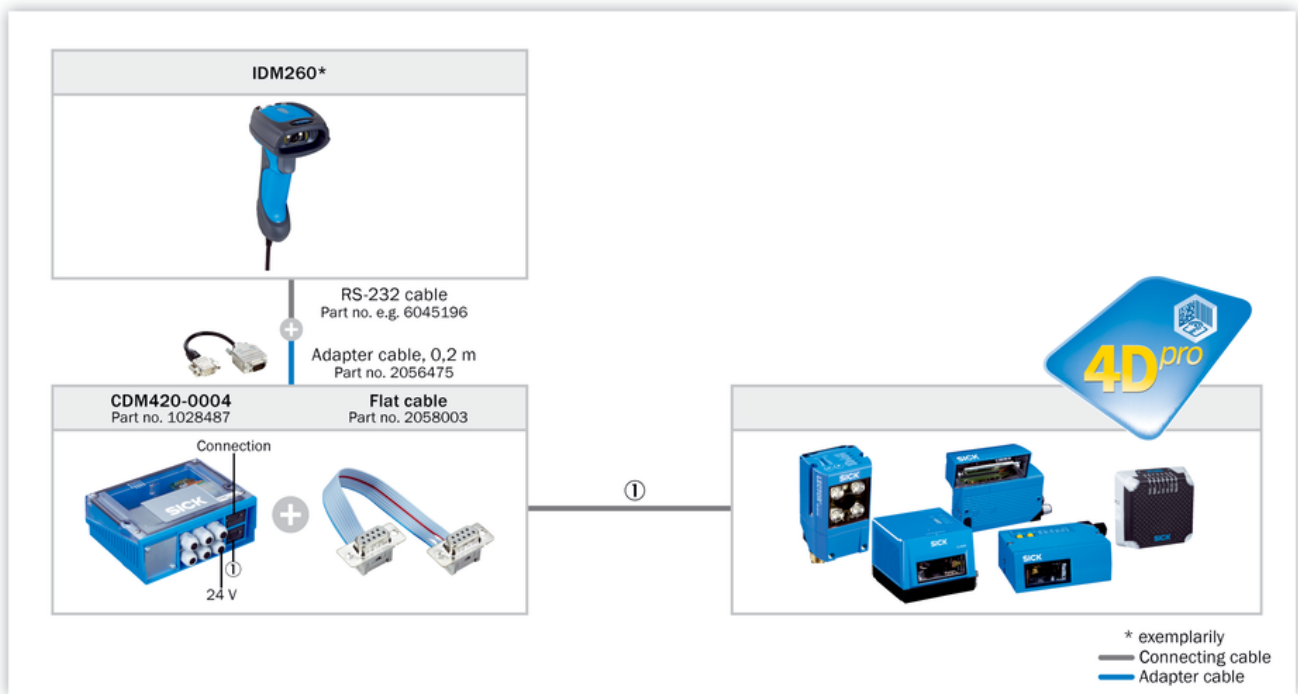 IDM260*
RS-232 cable
Part no. e.g. 6045196
Adapter cable, 0,2 m
Part no. 2056475
4Dpro
CDM420-0004
Part no. 1028487
Flat cable
Part no. 2058003
Connection
SICK
①
24 V
①
SICK
SICK
SICK
SICK
SICK
* exemplarily
Connecting cable
Adapter cable